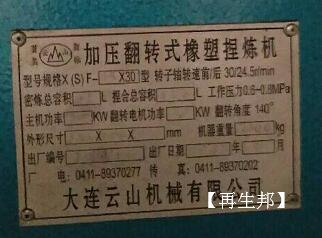 加压翻转式橡塑捏炼机
型号规格X(S)F- X30型 转子轴转速前/后 30/24.5r/min
密炼总容积 L 捏合总容积 L 工作压力0.6-0.8MPa
主机功率 KW 翻转电机功率 KW 翻转角度 140°
外形尺寸 X X mm 机器重量 kg
出厂编号 出厂日期 年 月 日
电话:0411-89370277 传真:0411-89370202
大连云山机械有限公司
【再生邦】